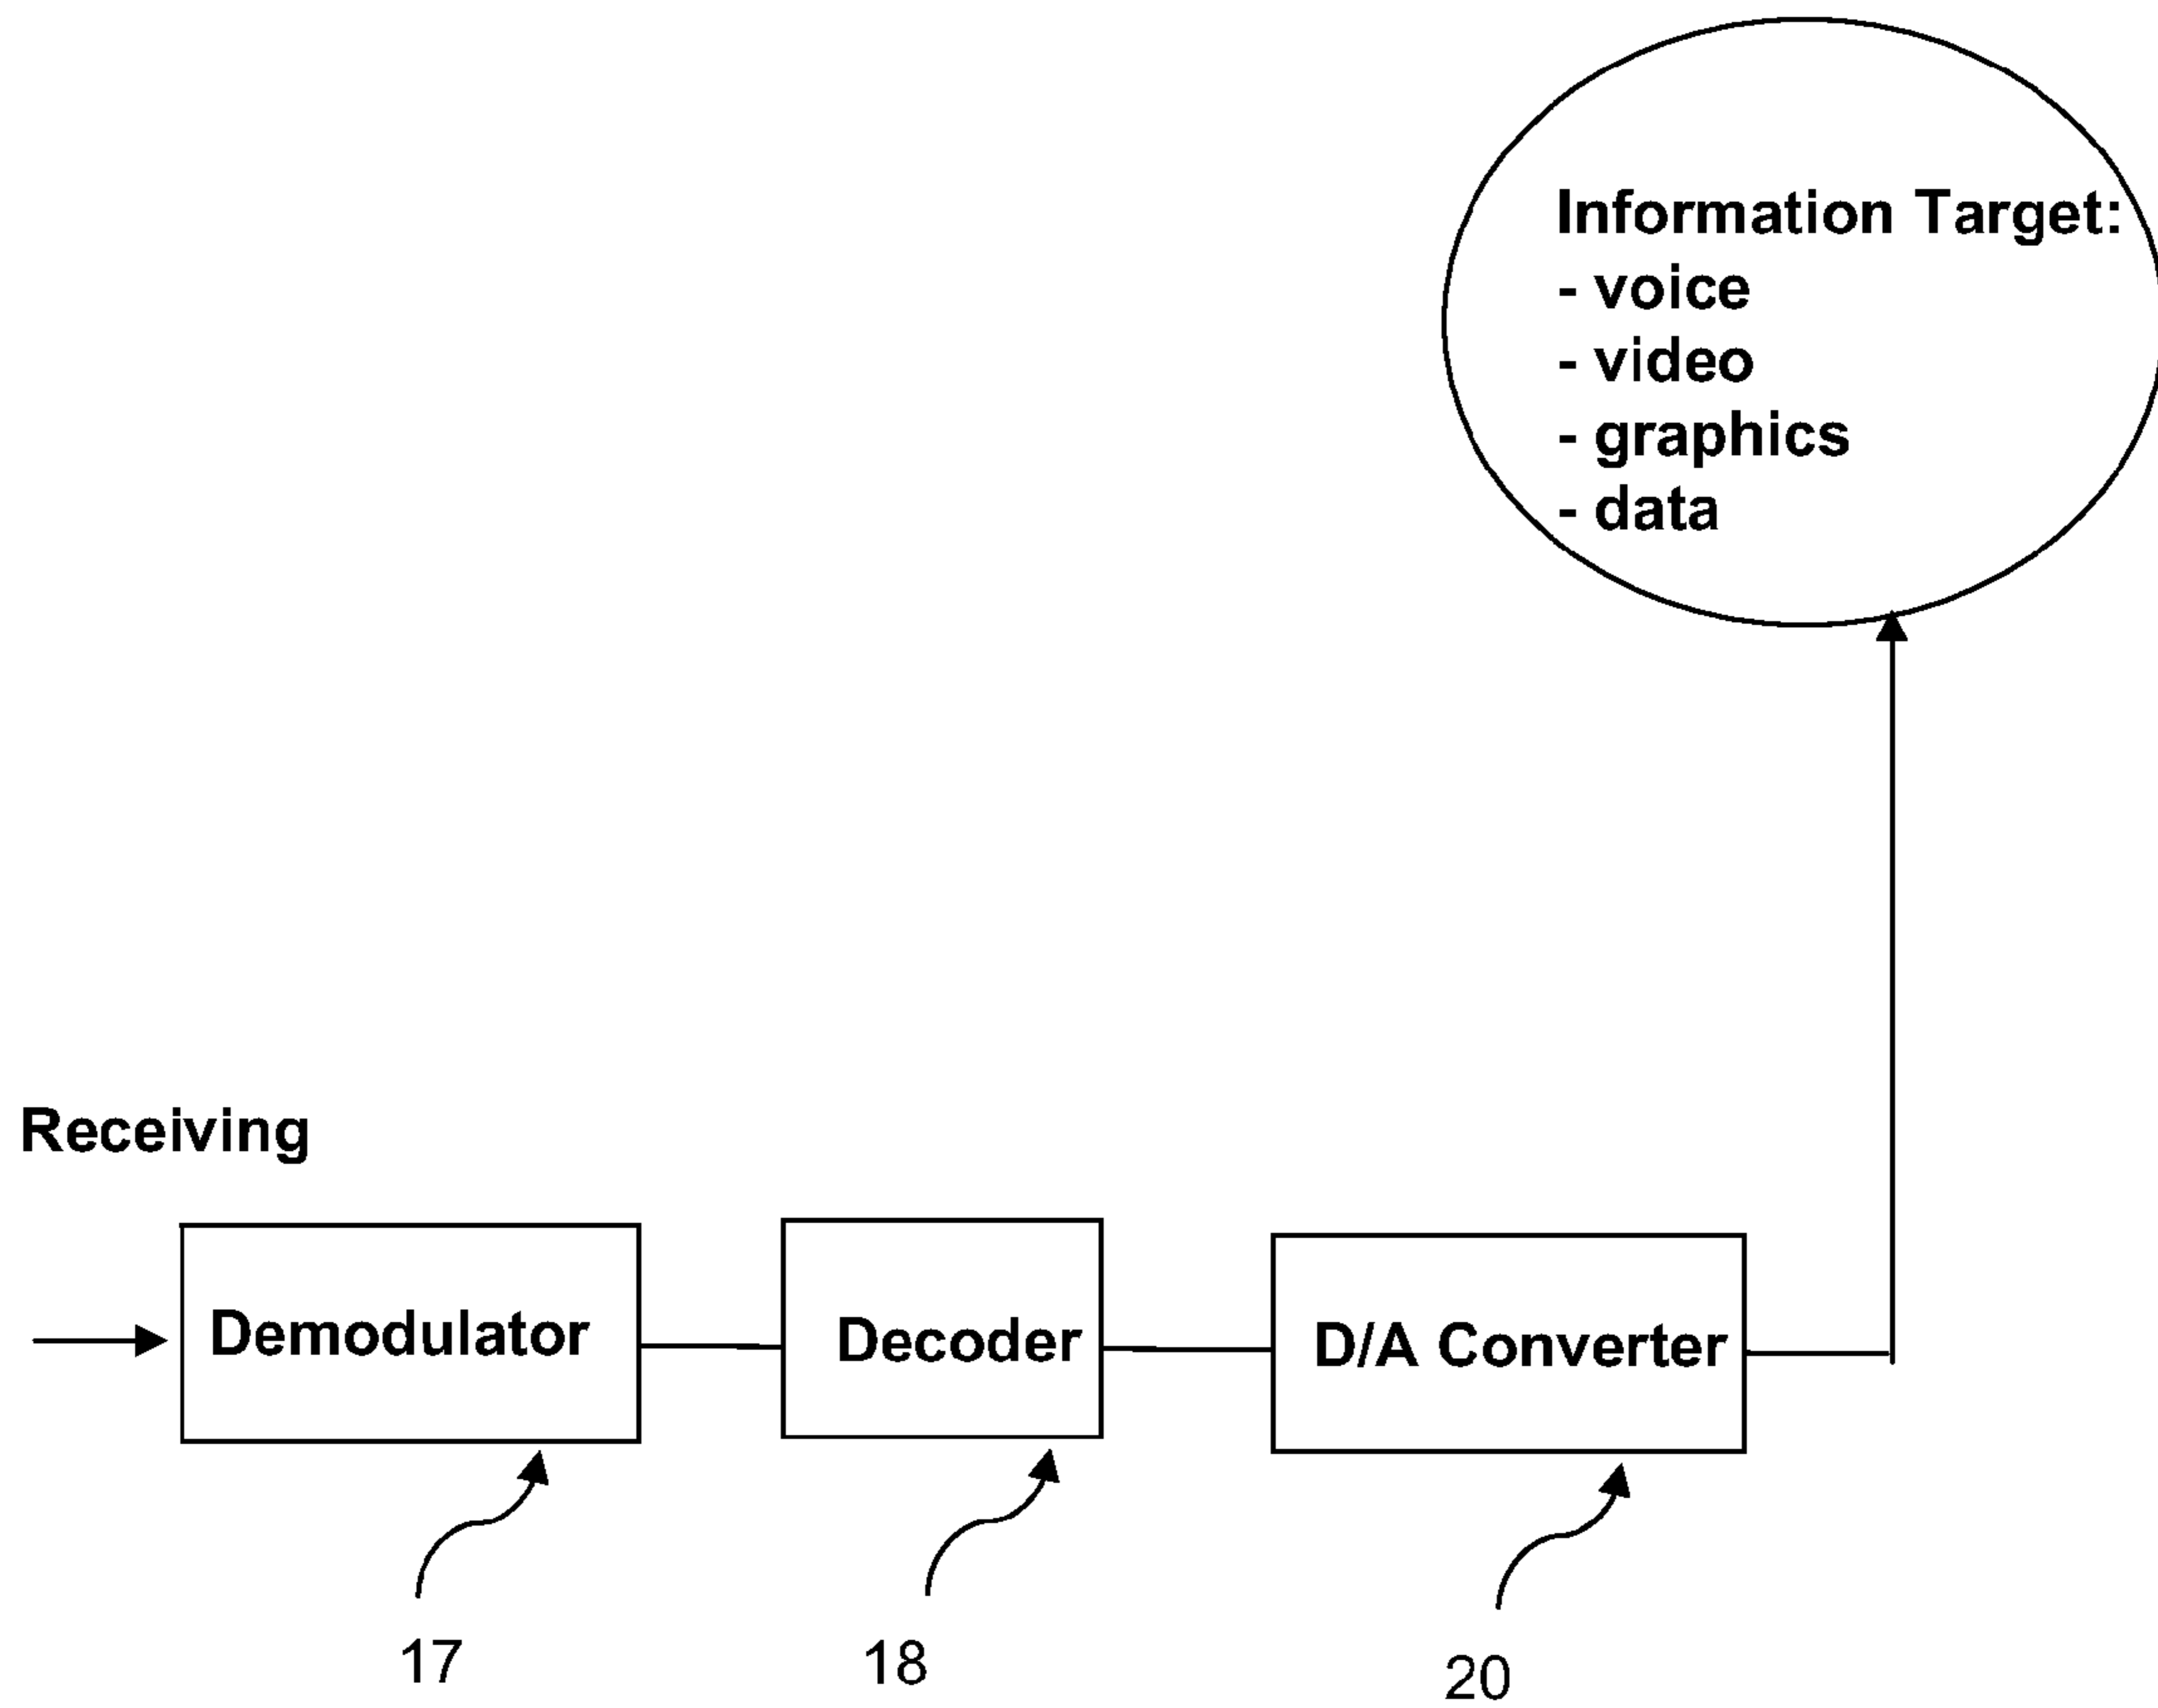 Information Target:
- voice
- video
- graphics
- data
Receiving
Demodulator
Decoder
D/A Converter
17
18
20